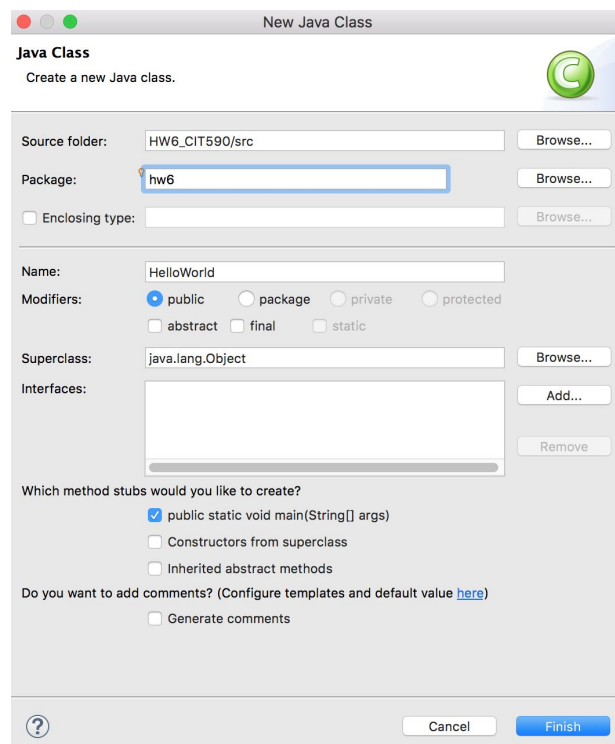 New Java Class
Java Class
Create a new Java class.
C
Source folder: HW6_CIT590/src Browse...
Package: hw6 Browse...
Enclosing type: Browse...
Name: HelloWorld
Modifiers: public package private protected
abstract final static
Superclass: java.lang.Object Browse...
Interfaces: Add...
Remove
Which method stubs would you like to create?
public static void main(String[] args)
Constructors from superclass
Inherited abstract methods
Do you want to add comments? (Configure templates and default value here)
Generate comments
? Cancel Finish